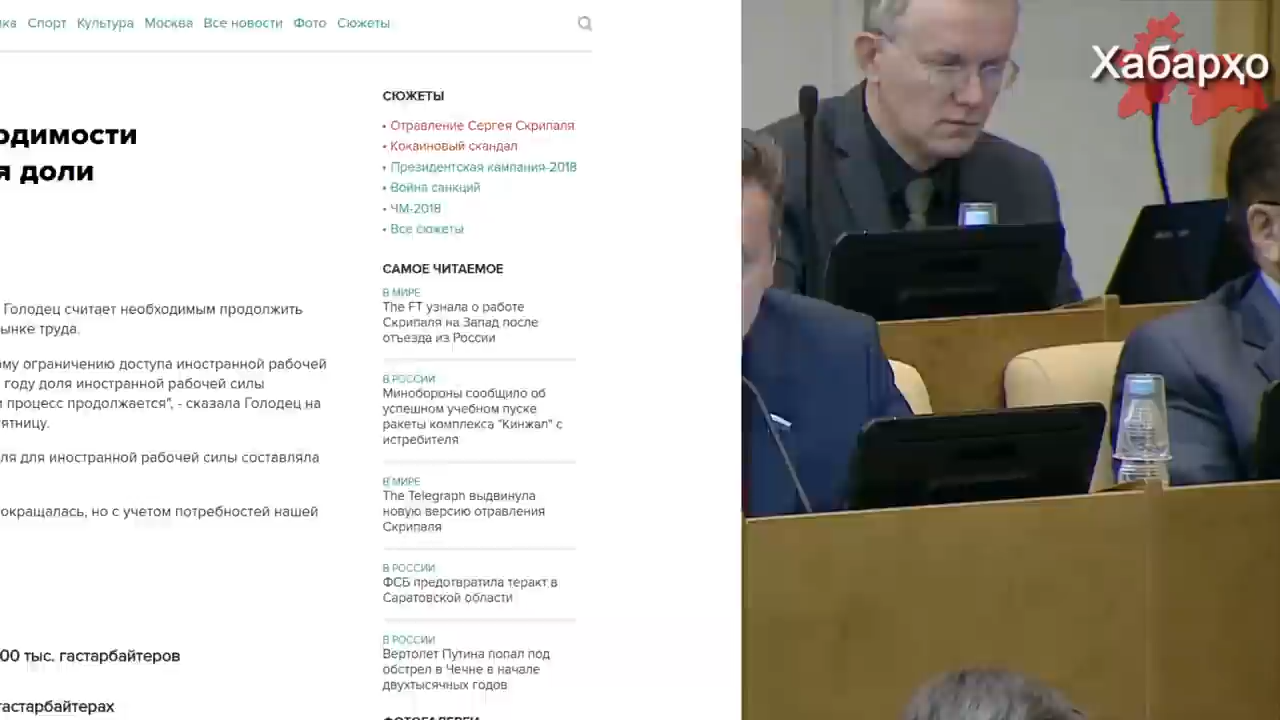 Спорт Культура Москва Все новости Фото Сюжеты
Хабарҳо
одимости
я доли
Голодец считает необходимым продолжить
ынке труда.
ому ограничению доступа иностранной рабочей
году доля иностранной рабочей силы
и процесс продолжается", - сказала Голодец на
ятницу.
ля для иностранной рабочей силы составляла
окращалась, но с учетом потребностей нашей
00 тыс. гастарбайтеров
гастарбайтерах
СЮЖЕТЫ
• Отравление Сергея Скрипаля
• Кокаиновый скандал
• Президентская кампания-2018
• Война санкций
• ЧМ-2018
• Все сюжеты
САМОЕ ЧИТАЕМОЕ
В МИРЕ
The FT узнала о работе
Скрипаля на Запад после
отъезда из России
В РОССИИ
Минобороны сообщило об
успешном учебном пуске
ракеты комплекса "Кинжал" с
истребителя
В МИРЕ
The Telegraph выдвинула
новую версию отравления
Скрипаля
В РОССИИ
ФСБ предотвратила теракт в
Саратовской области
В РОССИИ
Вертолет Путина попал под
обстрел в Чечне в начале
двухтысячных годов